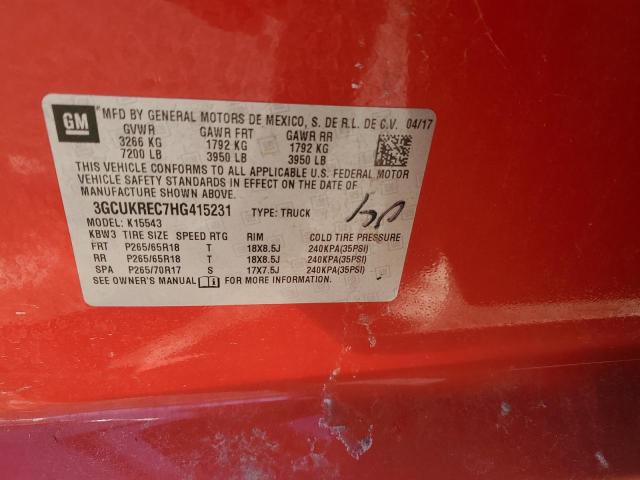 GM
MFD BY GENERAL MOTORS DE MEXICO, S. DE R.L. DE C.V. 04/17
GVWR GAWR FRT GAWR RR
3266 KG 1792 KG 1792 KG
7200 LB 3950 LB 3950 LB
THIS VEHICLE CONFORMS TO ALL APPLICABLE U.S. FEDERAL MOTOR
VEHICLE SAFETY STANDARDS IN EFFECT ON THE DATE OF
MANUFACTURE SHOWN ABOVE.
3GCUKREC7HG415231 TYPE: TRUCK
MODEL: K15543
KBW3 TIRE SIZE SPEED RTG RIM COLD TIRE PRESSURE
FRT P265/65R18 T 18X8.5J 240KPA(35PSI)
RR P265/65R18 T 18X8.5J 240KPA(35PSI)
SPA P265/70R17 S 17X7.5J 240KPA(35PSI)
SEE OWNER'S MANUAL FOR MORE INFORMATION.